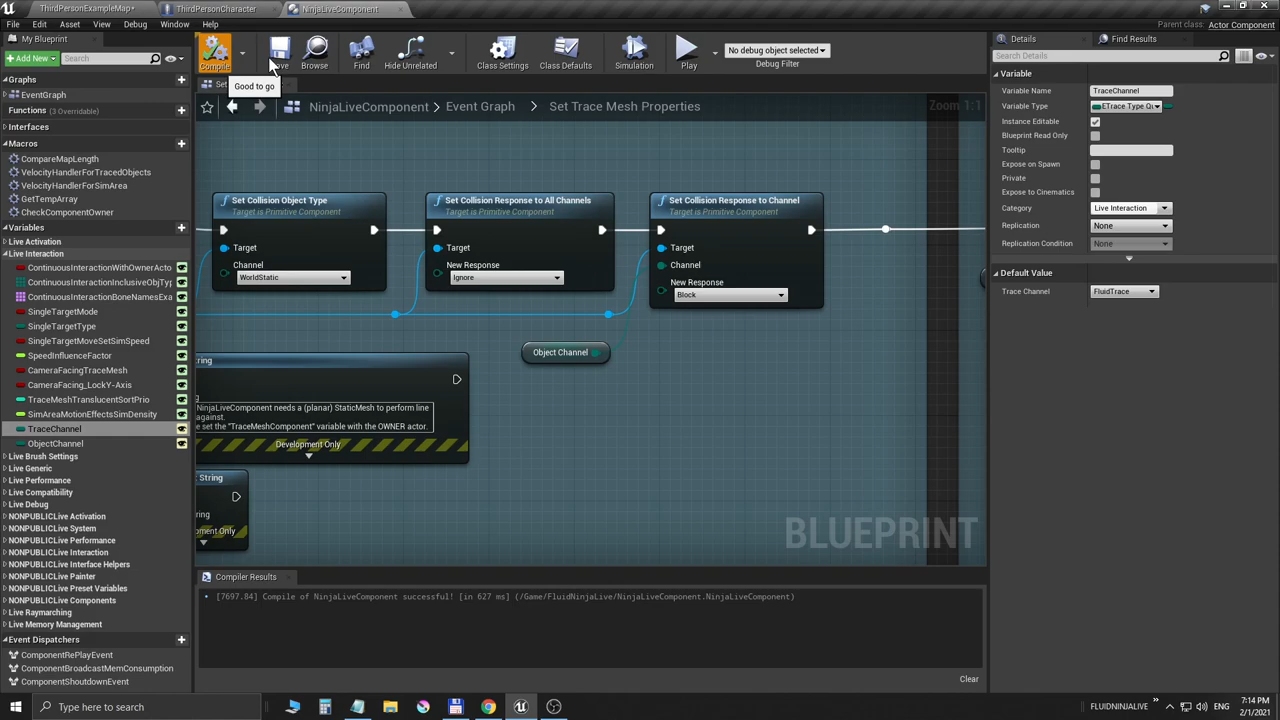 ThirdPersonExampleMap*
ThirdPersonCharacter
NinjaLiveComponent
File Edit Asset View Debug Window Help
Parent class: Actor Component
My Blueprint
Add New Search
Graphs
EventGraph
Functions (3 Overridable)
Interfaces
Macros
CompareMapLength
VelocityHandlerForTracedObjects
VelocityHandlerForSimArea
GetTempArray
CheckComponentOwner
Variables
Live Activation
Live Interaction
ContinuousInteractionWithOwnerActo
ContinuousInteractionInclusiveObjTyp
ContinuousInteractionBoneNamesExa
SingleTargetMode
SingleTargetType
SingleTargetMoveSetSimSpeed
SpeedInfluenceFactor
CameraFacingTraceMesh
CameraFacing_LockY-Axis
TraceMeshTranslucentSortPrio
SimAreaMotionEffectsSimDensity
TraceChannel
ObjectChannel
Live Brush Settings
Live Generic
Live Performance
Live Compatibility
Live Debug
NONPUBLICLive Activation
NONPUBLICLive System
NONPUBLICLive Performance
NONPUBLICLive Interaction
NONPUBLICLive Interface Helpers
NONPUBLICLive Painter
NONPUBLICLive Preset Variables
NONPUBLICLive Components
Live Raymarching
Live Memory Management
Event Dispatchers
ComponentRePlayEvent
ComponentBroadcastMemConsumption
ComponentShutdownEvent
Compile Browse Find Hide Unrelated Class Settings Class Defaults Simulation Play
No debug object selected
Debug Filter
Good to go
NinjaLiveComponent > Event Graph > Set Trace Mesh Properties
Zoom 1:1
Set Collision Object Type
Target is Primitive Component
Target
Channel
WorldStatic
Set Collision Response to All Channels
Target is Primitive Component
Target
New Response
Ignore
Set Collision Response to Channel
Target is Primitive Component
Target
Channel
New Response
Block
Object Channel
NinjaLiveComponent needs a (planar) StaticMesh to perform line
against.
set the "TraceMeshComponent" variable with the OWNER actor.
Development Only
String
BLUEPRINT
Compiler Results
[7697.84] Compile of NinjaLiveComponent successful! [in 627 ms] (/Game/FluidNinjaLive/NinjaLiveComponent.NinjaLiveComponent)
Clear
Details
Find Results
Search Details
Variable
Variable Name TraceChannel
Variable Type ETrace Type Qu
Instance Editable
Blueprint Read Only
Tooltip
Expose on Spawn
Private
Expose to Cinematics
Category Live Interaction
Replication None
Replication Condition None
Default Value
Trace Channel FluidTrace
Type here to search
FLUIDNINJALIVE
ENG
7:14 PM
2/1/2021